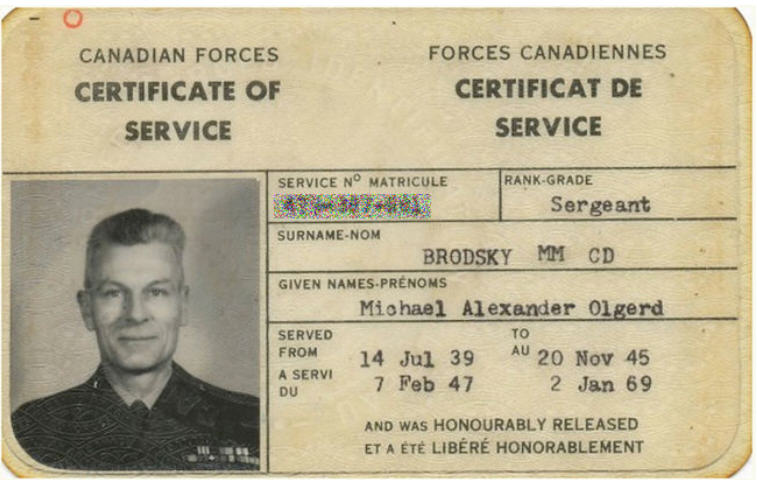 CANADIAN FORCES
CERTIFICATE OF
SERVICE
FORCES CANADIENNES
CERTIFICAT DE
SERVICE
SERVICE Nº MATRICULE
RANK-GRADE
Sergeant
SURNAME-NOM
BRODSKY MM CD
GIVEN NAMES-PRÉNOMS
Michael Alexander Olgerd
SERVED
FROM
A SERVI
DU
14 Jul 39
7 Feb 47
TO
AU
20 Nov 45
2 Jan 69
AND WAS HONOURABLY RELEASED
ET A ÉTÉ LIBÉRÉ HONORABLEMENT